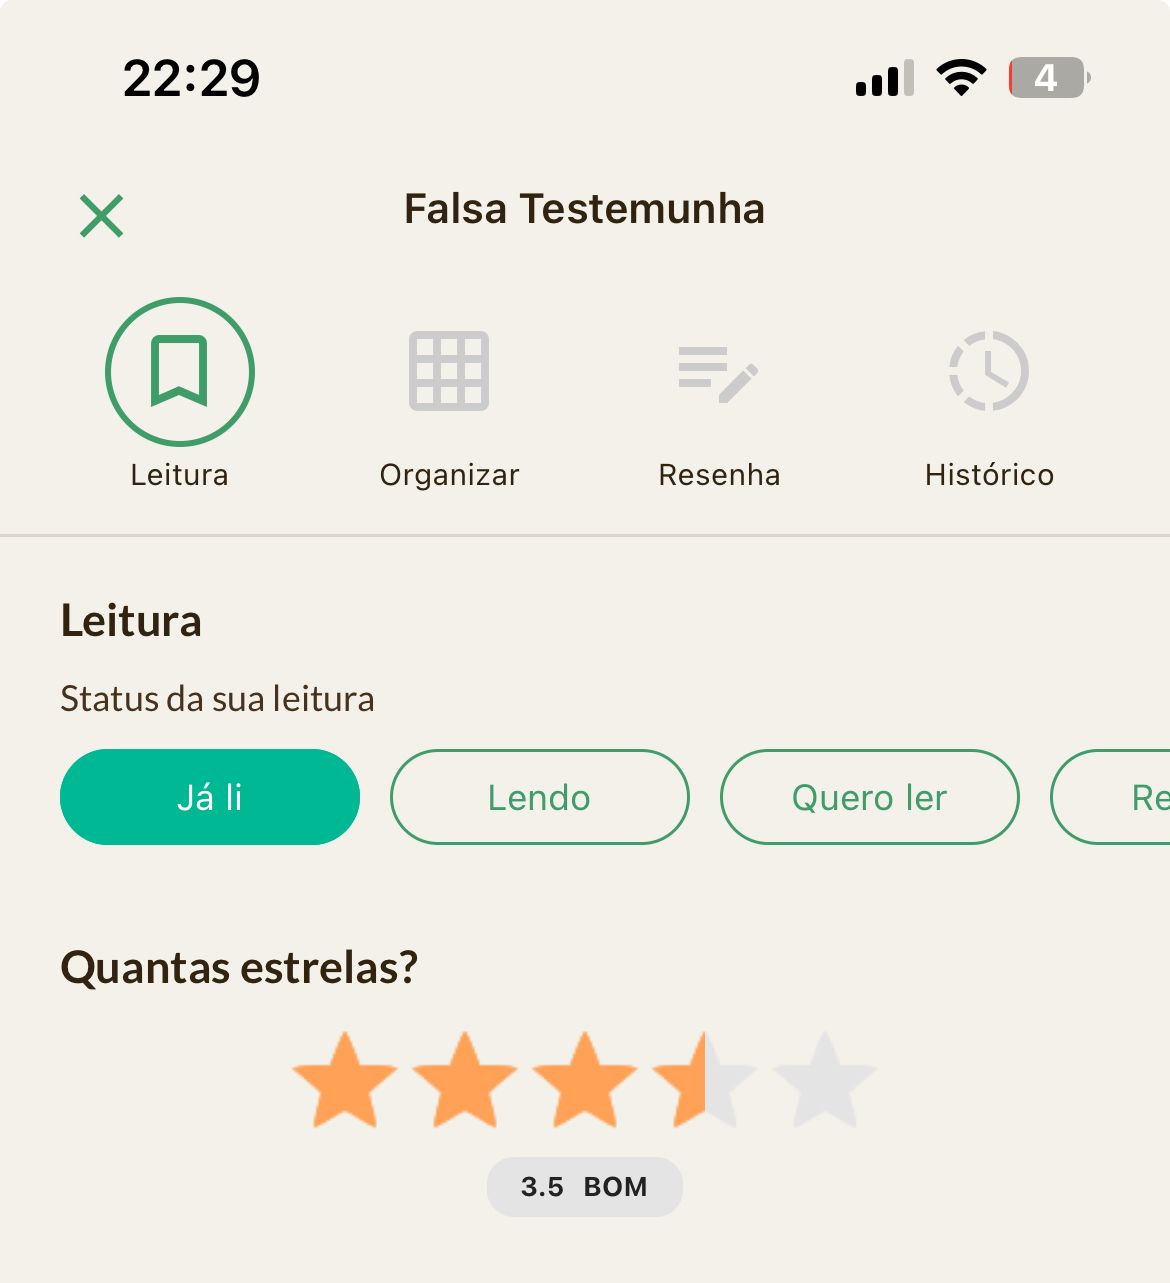 22:29 4
Falsa Testemunha
Leitura Organizar Resenha Histórico
Leitura
Status da sua leitura
Já li Lendo Quero ler Re
Quantas estrelas?
3.5 BOM